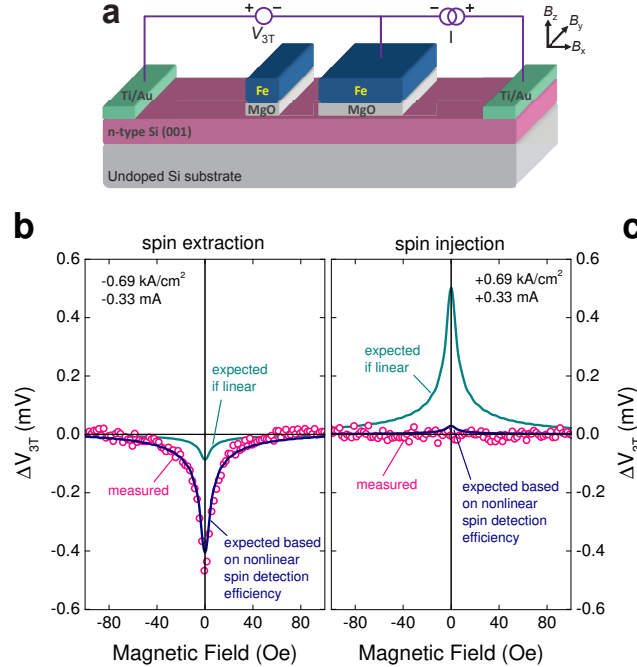 a
+ − + −
V3T I
Bz
By
Bx
Ti/Au Fe Fe Ti/Au
MgO MgO
n-type Si (001)
Undoped Si substrate
b c
spin extraction spin injection
0.6 0.6
-0.69 kA/cm² +0.69 kA/cm²
-0.33 mA +0.33 mA
0.4 0.4
expected
if linear
expected
if linear
0.2 0.2
0.0 0.0
measured
measured
-0.2 -0.2
expected based
on nonlinear
spin detection
efficiency
expected based
on nonlinear
spin detection
efficiency
-0.4 -0.4
-0.6 -0.6
ΔV3T (mV) ΔV3T (mV)
-80 -40 0 40 80 -80 -40 0 40 80
Magnetic Field (Oe) Magnetic Field (Oe)